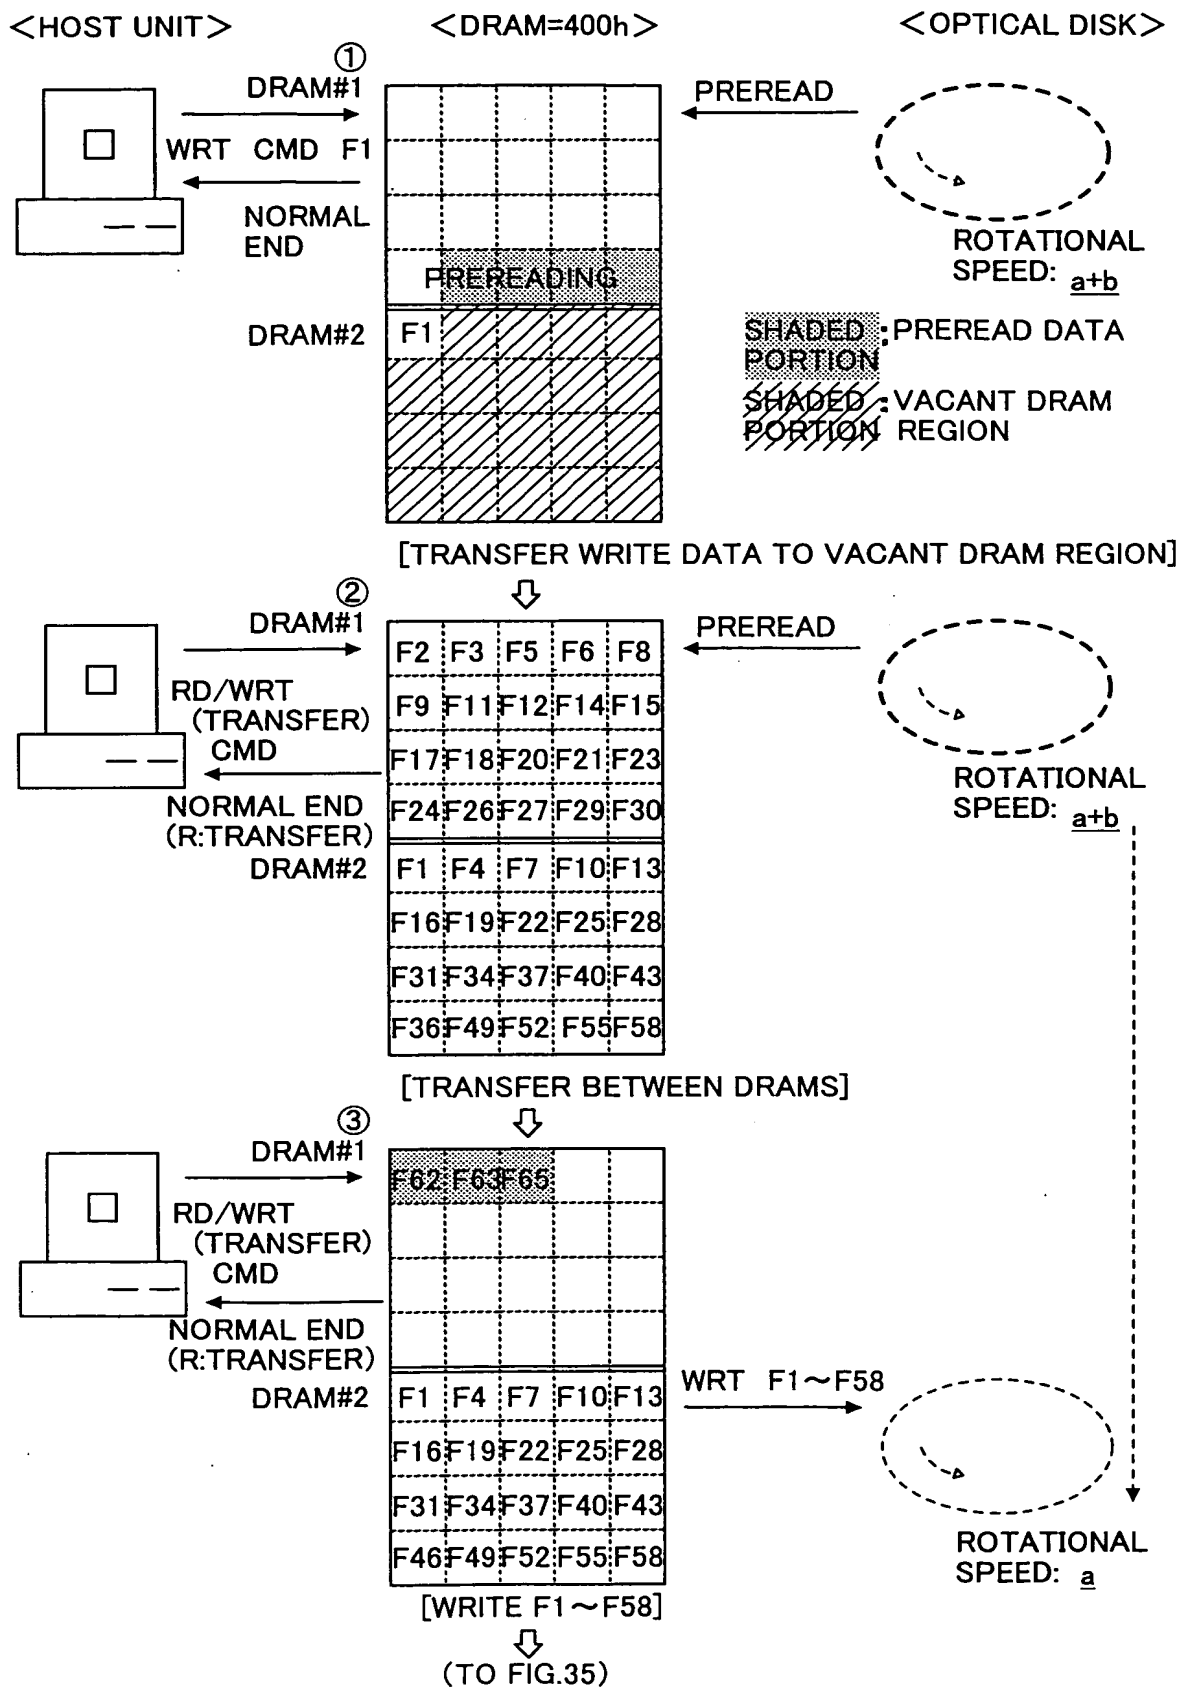 <HOST UNIT> <DRAM=400h> <OPTICAL DISK>
①
DRAM#1
WRT CMD F1
NORMAL
END
PREREAD
ROTATIONAL
SPEED: a+b
PREREADING
DRAM#2
F1
SHADED
PORTION
:PREREAD DATA
SHADED
PORTION
:VACANT DRAM
REGION
[TRANSFER WRITE DATA TO VACANT DRAM REGION]
②
DRAM#1
RD/WRT
(TRANSFER)
CMD
NORMAL END
(R:TRANSFER)
DRAM#2
F2 F3 F5 F6 F8
F9 F11 F12 F14 F15
F17 F18 F20 F21 F23
F24 F26 F27 F29 F30
F1 F4 F7 F10 F13
F16 F19 F22 F25 F28
F31 F34 F37 F40 F43
F36 F49 F52 F55 F58
PREREAD
ROTATIONAL
SPEED: a+b
[TRANSFER BETWEEN DRAMS]
③
DRAM#1
RD/WRT
(TRANSFER)
CMD
NORMAL END
(R:TRANSFER)
DRAM#2
F62 F63 F65
F1 F4 F7 F10 F13
F16 F19 F22 F25 F28
F31 F34 F37 F40 F43
F46 F49 F52 F55 F58
WRT F1～F58
ROTATIONAL
SPEED: a
[WRITE F1～F58]
(TO FIG.35)